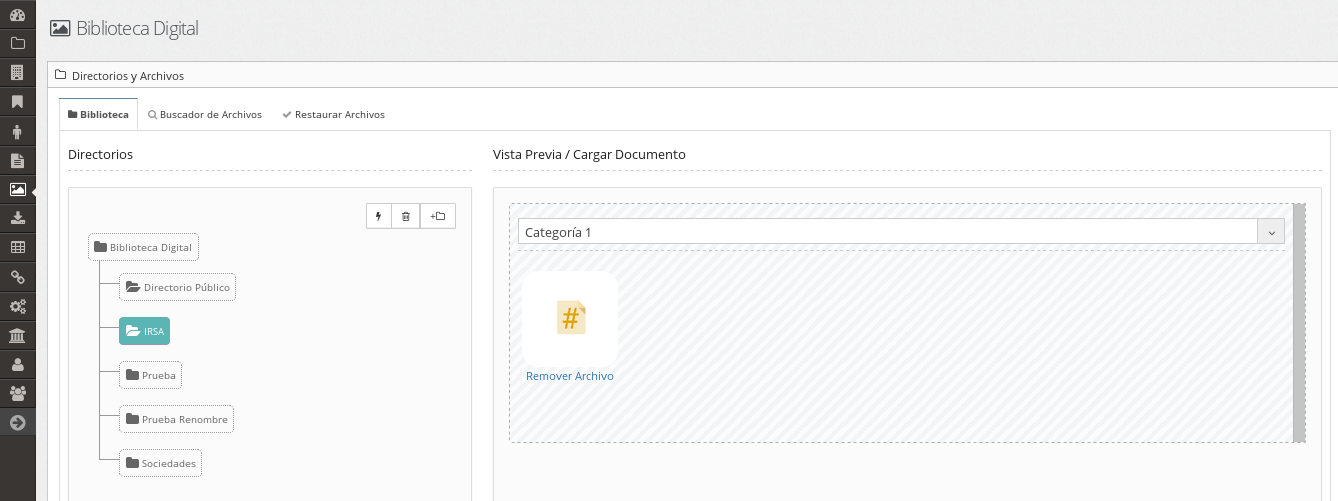 Biblioteca Digital
Directorios y Archivos
Biblioteca
Buscador de Archivos
Restaurar Archivos
Directorios
Vista Previa / Cargar Documento
+
Categoría 1
Biblioteca Digital
Directorio Público
IRSA
Prueba
Prueba Renombre
Sociedades
#
Remover Archivo